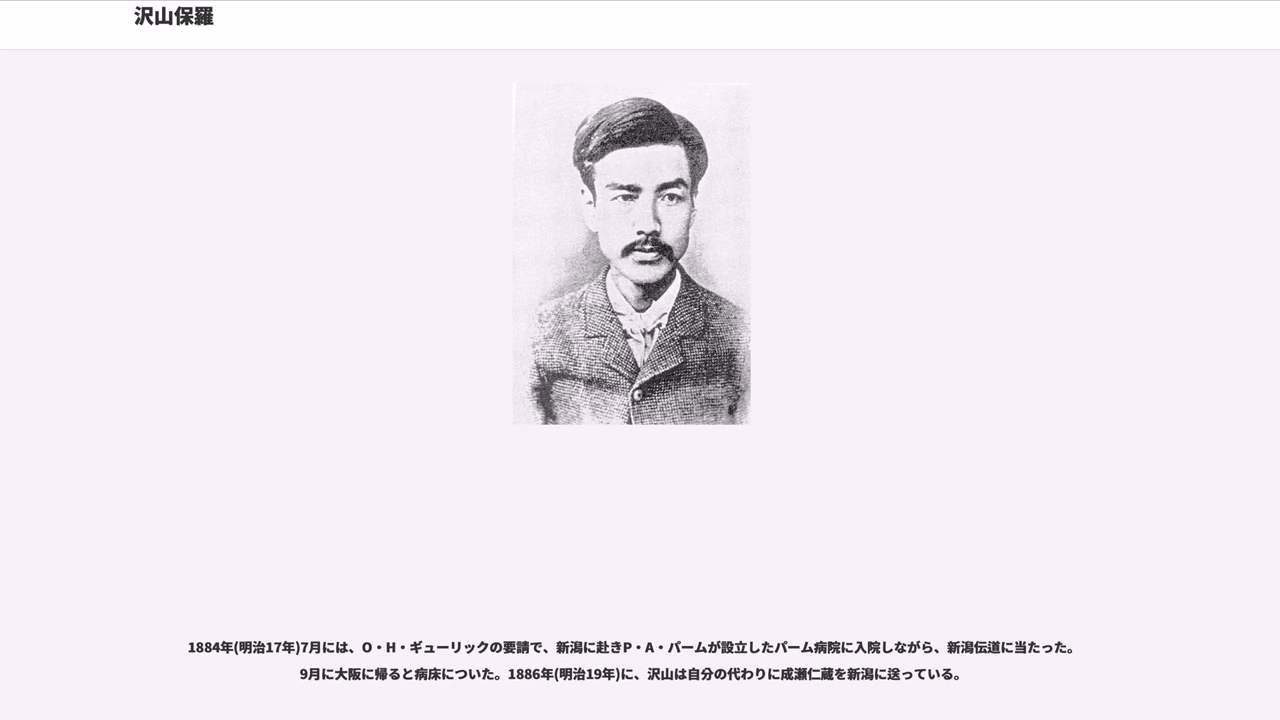 沢山保羅
1884年(明治17年)7月には、O・H・ギューリックの要請で、新潟に赴きP・A・パームが設立したパーム病院に入院しながら、新潟伝道に当たった。
9月に大阪に帰ると病床についた。1886年(明治19年)に、沢山は自分の代わりに成瀬仁蔵を新潟に送っている。